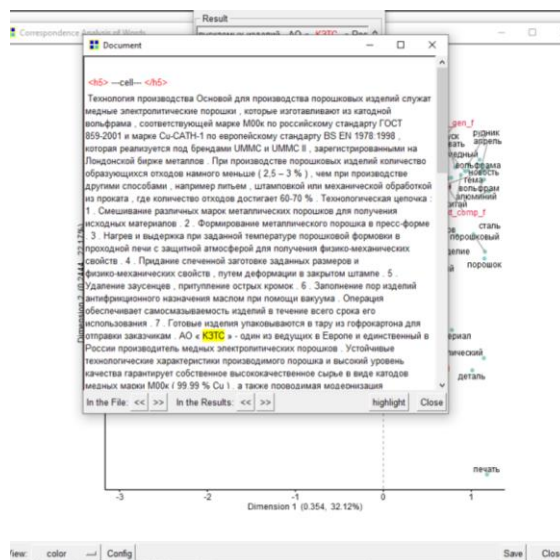 Result
Correspondence Analysis of Words
Document
<h5> ---cell--- </h5>
Технология производства Основой для производства порошковых изделий служат
медные электролитические порошки , которые изготавливают из катодной
вольфрама , соответствующей марке М00к по российскому стандарту ГОСТ
859-2001 и марке Cu-CATH-1 по европейскому стандарту BS EN 1978:1998 ,
которая реализуется под брендами UMMC и UMMC II , зарегистрированными на
Лондонской бирже металлов . При производстве порошковых изделий количество
образующихся отходов намного меньше ( 2,5 – 3 % ) , чем при производстве
другими способами , например литьем , штамповкой или механической обработкой
из проката , где количество отходов достигает 60-70 % . Технологическая цепочка :
1 . Смешивание различных марок металлических порошков для получения
исходных материалов . 2 . Формирование металлического порошка в пресс-форме
. 3 . Нагрев и выдержка при заданной температуре порошковой формовки в
проходной печи с защитной атмосферой для получения физико-механических
свойств . 4 . Придание спеченной заготовке заданных размеров и
физико-механических свойств , путем деформации в закрытом штампе . 5 .
Удаление заусенцев , притупление острых кромок . 6 . Заполнение пор изделий
антифрикционного назначения маслом при помощи вакуума . Операция
обеспечивает самосмазываемость изделий в течение всего срока его
использования . 7 . Готовые изделия упаковываются в тару из гофрокартона для
отправки заказчикам . АО « КЗТС » - один из ведущих в Европе и единственный в
России производитель медных электролитических порошков . Устойчивые
технологические характеристики производимого порошка и высокий уровень
качества гарантирует собственное высококачественное сырье в виде катодов
медных марки М00к ( 99,99 % Cu ) , а также проводимая модернизация
In the File: << >> In the Results: << >> highlight Close
_gen_f
рудник
апрель
вольфрама
новость
тема
вольфрам
алюминий
t_comp_f
сталь
порошковый
порошок
деталь
печать
-3 -2 -1 0 1
Dimension 1 (0.354, 32.12%)
View: color Config Save Clos